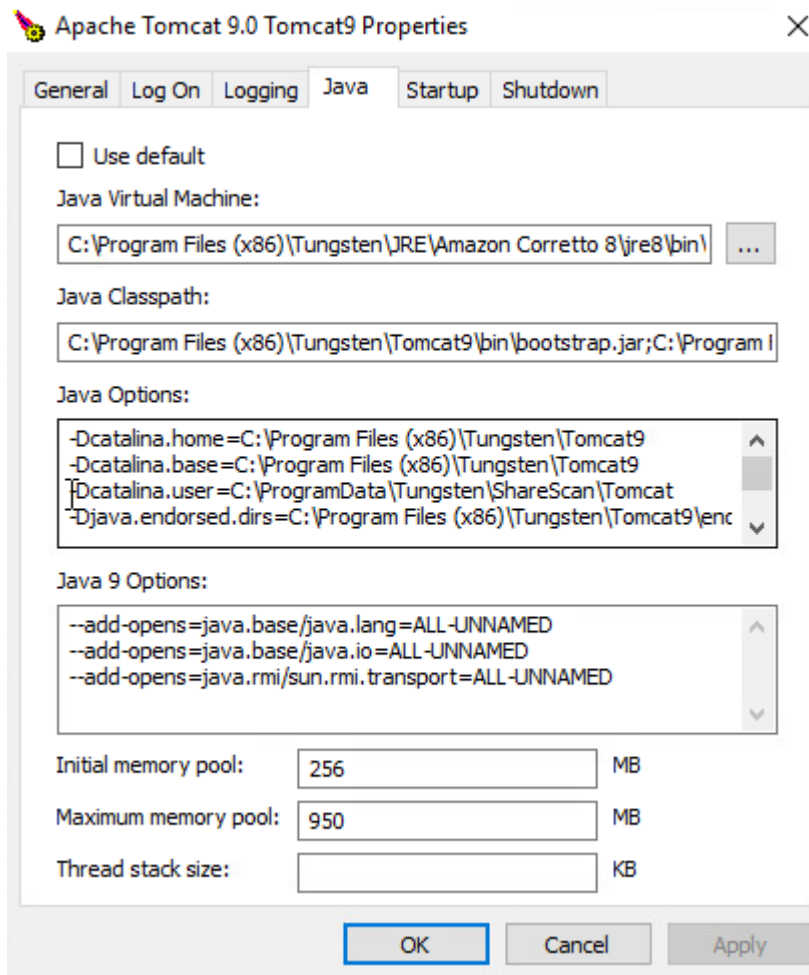 Apache Tomcat 9.0 Tomcat9 Properties
General Log On Logging Java Startup Shutdown
Use default
Java Virtual Machine:
C:\Program Files (x86)\Tungsten\JRE\Amazon Corretto 8\jre8\bin\ ...
Java Classpath:
C:\Program Files (x86)\Tungsten\Tomcat9\bin\bootstrap.jar;C:\Program
Java Options:
-Dcatalina.home=C:\Program Files (x86)\Tungsten\Tomcat9
-Dcatalina.base=C:\Program Files (x86)\Tungsten\Tomcat9
-Dcatalina.user=C:\ProgramData\Tungsten\ShareScan\Tomcat
-Djava.endorsed.dirs=C:\Program Files (x86)\Tungsten\Tomcat9\enc
Java 9 Options:
--add-opens=java.base/java.lang=ALL-UNNAMED
--add-opens=java.base/java.io=ALL-UNNAMED
--add-opens=java.rmi/sun.rmi.transport=ALL-UNNAMED
Initial memory pool: 256 MB
Maximum memory pool: 950 MB
Thread stack size: KB
OK Cancel Apply